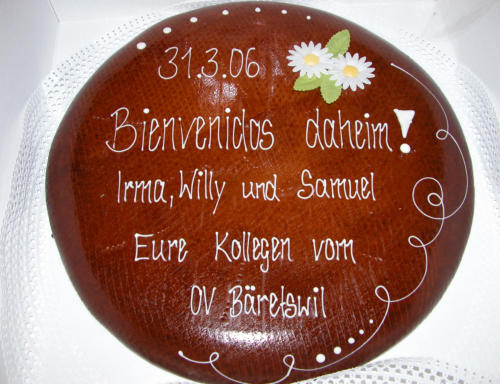 31.3.06
Bienvenidos daheim!
Irma, Willy und Samuel
Eure Kollegen vom
OV Bäretswil